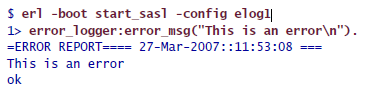 $ erl -boot start_sasl -config elog1
1> error_logger:error_msg("This is an error\n").
=ERROR REPORT==== 27-Mar-2007::11:53:08 ===
This is an error
ok